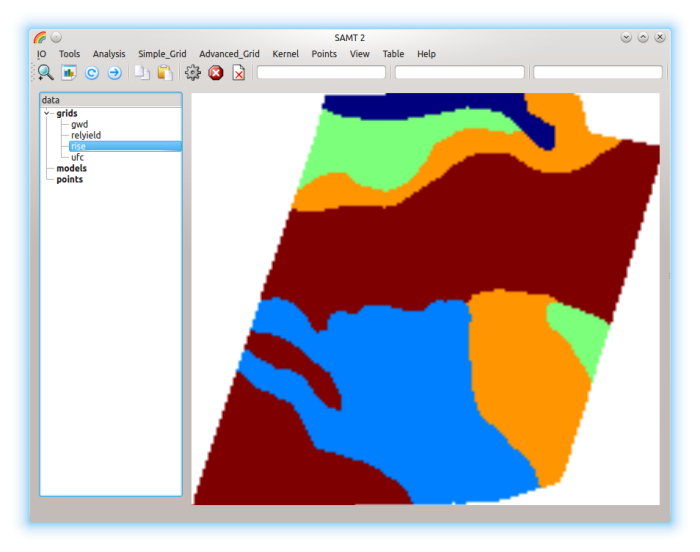 SAMT 2
IO Tools Analysis Simple_Grid Advanced_Grid Kernel Points View Table Help
data
grids
gwd
relyield
rise
ufc
models
points